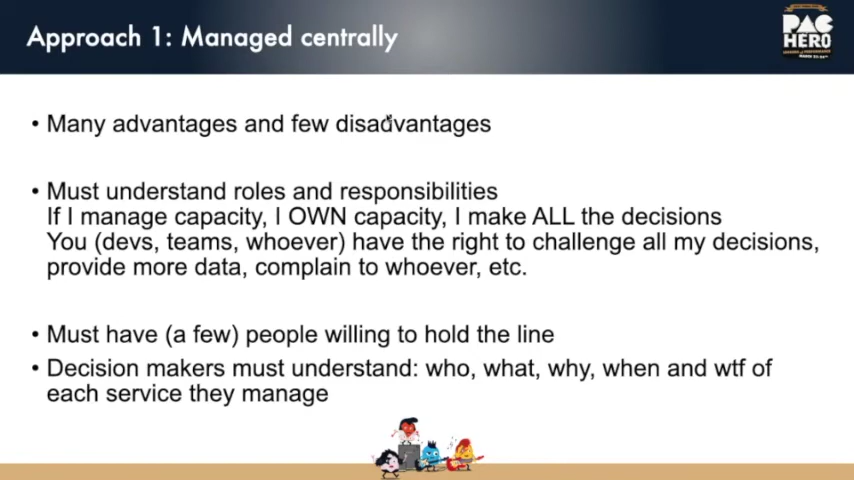 Approach 1: Managed centrally
PAC
HERO
• Many advantages and few disadvantages
• Must understand roles and responsibilities
If I manage capacity, I OWN capacity, I make ALL the decisions
You (devs, teams, whoever) have the right to challenge all my decisions,
provide more data, complain to whoever, etc.
• Must have (a few) people willing to hold the line
• Decision makers must understand: who, what, why, when and wtf of
each service they manage